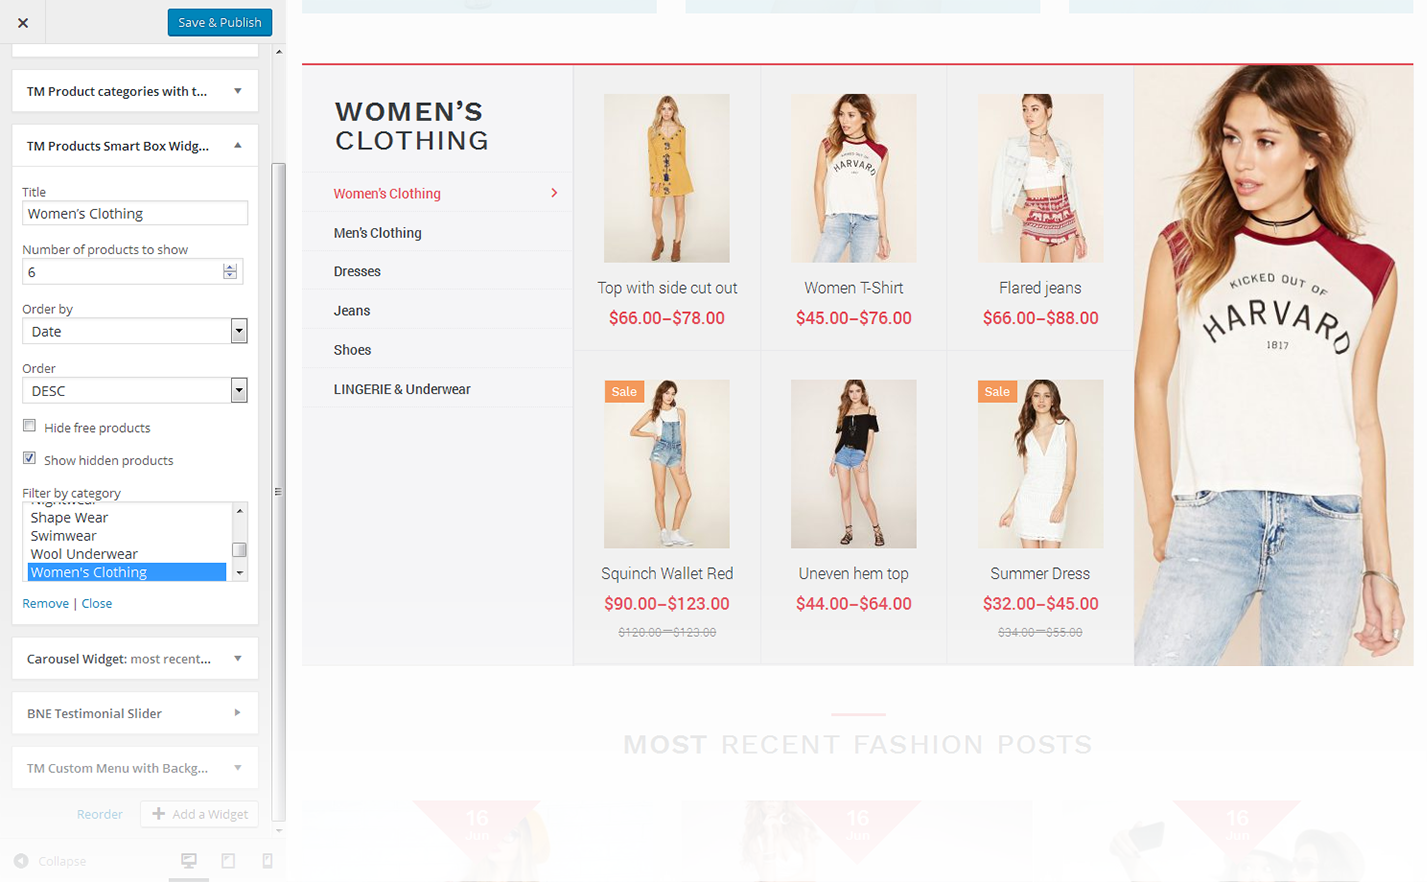 Save & Publish
TM Product categories with t...
TM Products Smart Box Widg...
Title
Women's Clothing
Number of products to show
6
Order by
Date
Order
DESC
Hide free products
Show hidden products
Filter by category
Nightwear
Shape Wear
Swimwear
Wool Underwear
Women's Clothing
Remove | Close
Carousel Widget: most recent...
BNE Testimonial Slider
TM Custom Menu with Backg...
Reorder
Add a Widget
Collapse
WOMEN'S
CLOTHING
Women's Clothing
Men's Clothing
Dresses
Jeans
Shoes
LINGERIE & Underwear
Top with side cut out
$66.00–$78.00
KICKED OUT OF
HARVARD
1817
Women T-Shirt
$45.00–$76.00
Flared jeans
$66.00–$88.00
Sale
Squinch Wallet Red
$90.00–$123.00
$120.00–$123.00
Uneven hem top
$44.00–$64.00
Sale
Summer Dress
$32.00–$45.00
$34.00–$55.00
KICKED OUT OF
HARVARD
1817
MOST RECENT FASHION POSTS
16
Jun
16
Jun
16
Jun